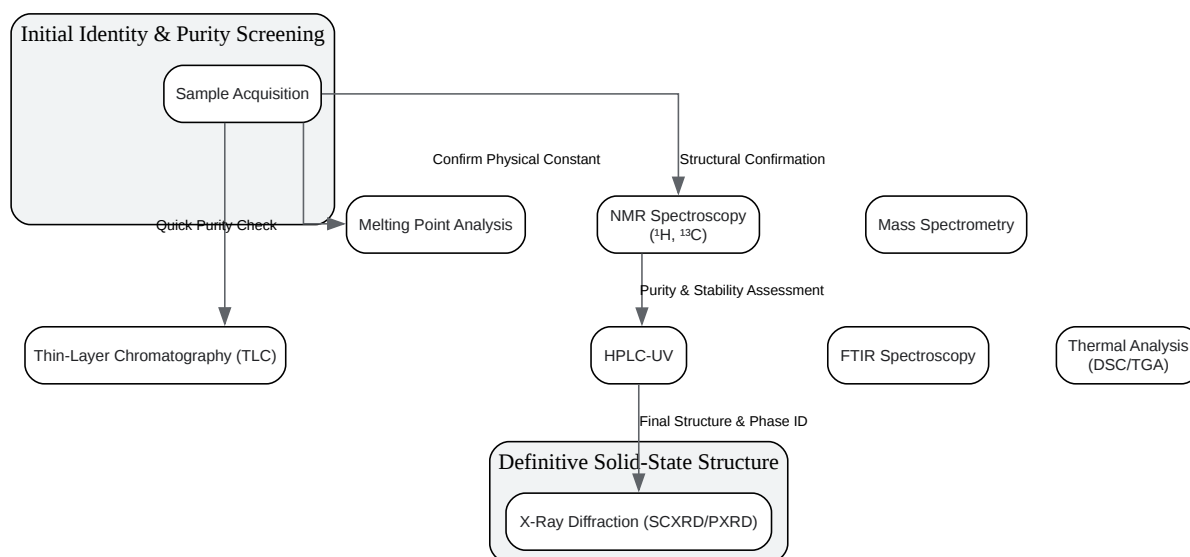 Initial Identity & Purity Screening
Sample Acquisition
Confirm Physical Constant
Structural Confirmation
Quick Purity Check
Melting Point Analysis
NMR Spectroscopy
(¹H, ¹³C)
Mass Spectrometry
Purity & Stability Assessment
Thin-Layer Chromatography (TLC)
HPLC-UV
FTIR Spectroscopy
Thermal Analysis
(DSC/TGA)
Final Structure & Phase ID
Definitive Solid-State Structure
X-Ray Diffraction (SCXRD/PXRD)